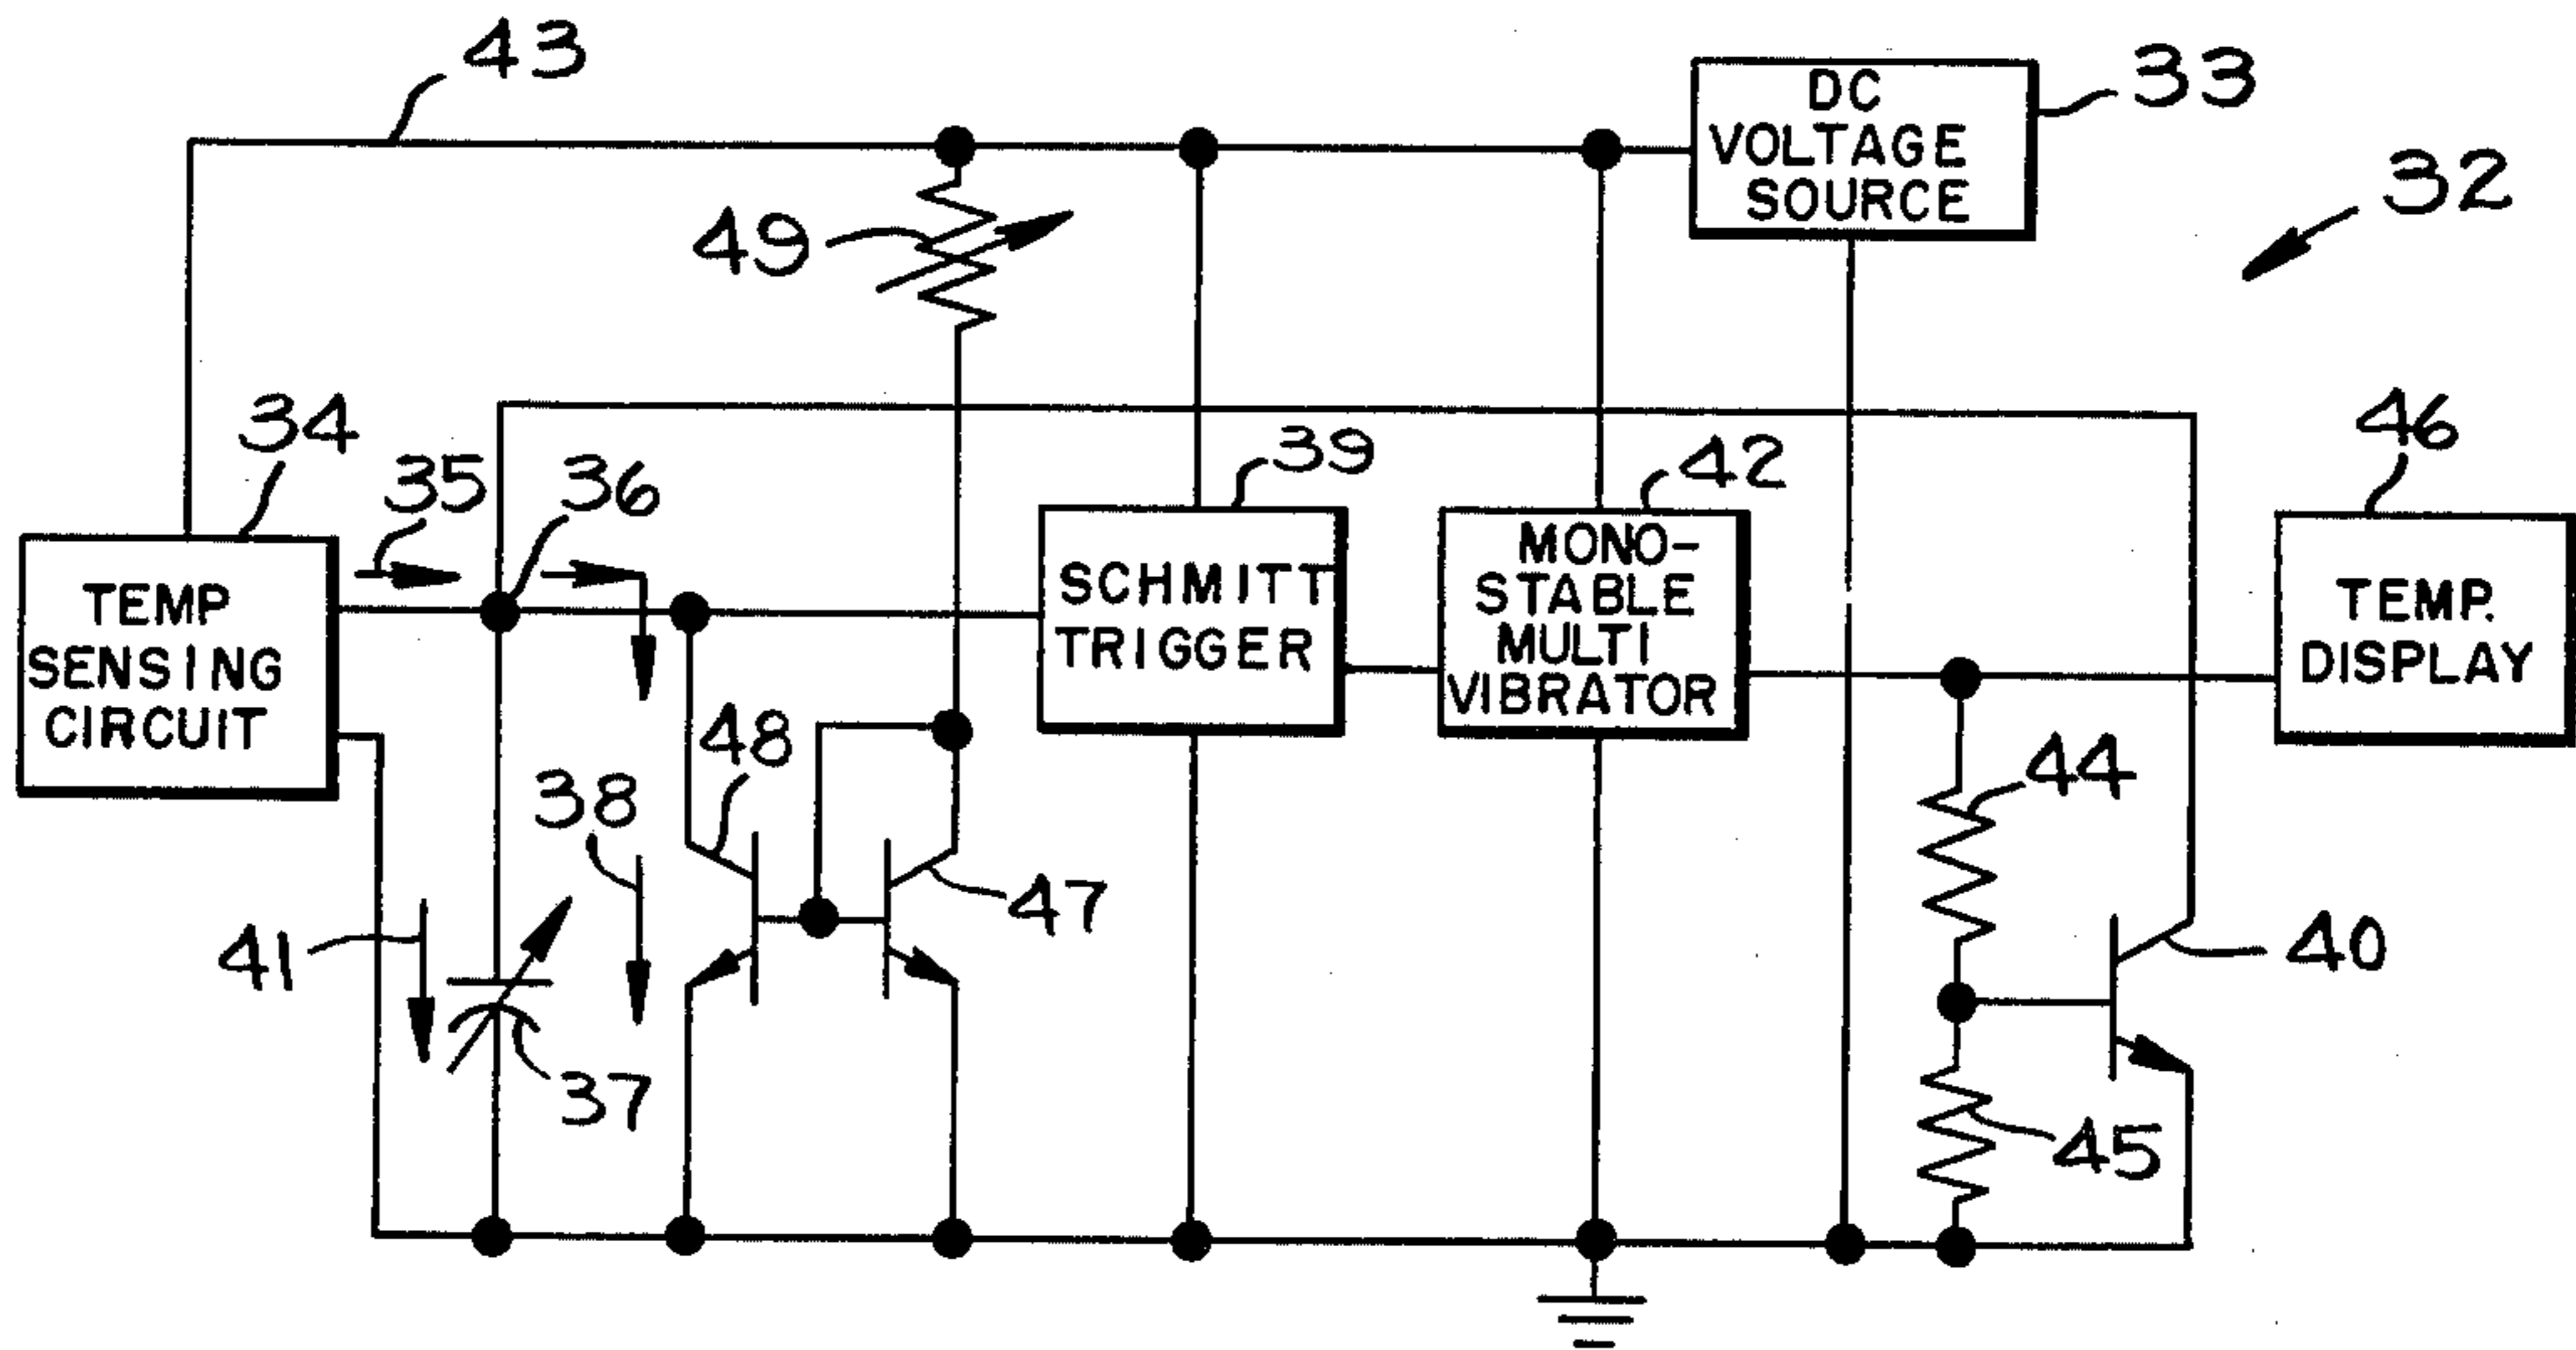 43
DC
VOLTAGE
SOURCE
33
32
49
34
35
36
39
42
46
TEMP
SENSING
CIRCUIT
SCHMITT
TRIGGER
MONO-
STABLE
MULTI
VIBRATOR
TEMP.
DISPLAY
48
38
44
47
41
40
37
45